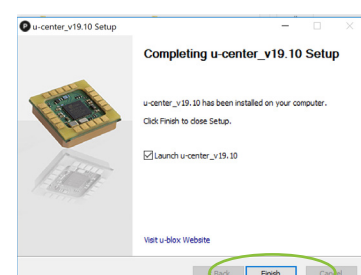 u-center_v19.10 Setup
Completing u-center_v19.10 Setup
u-center_v19.10 has been installed on your computer.
Click Finish to close Setup.
Launch u-center_v19.10
Visit u-blox Website
Back Finish Cancel